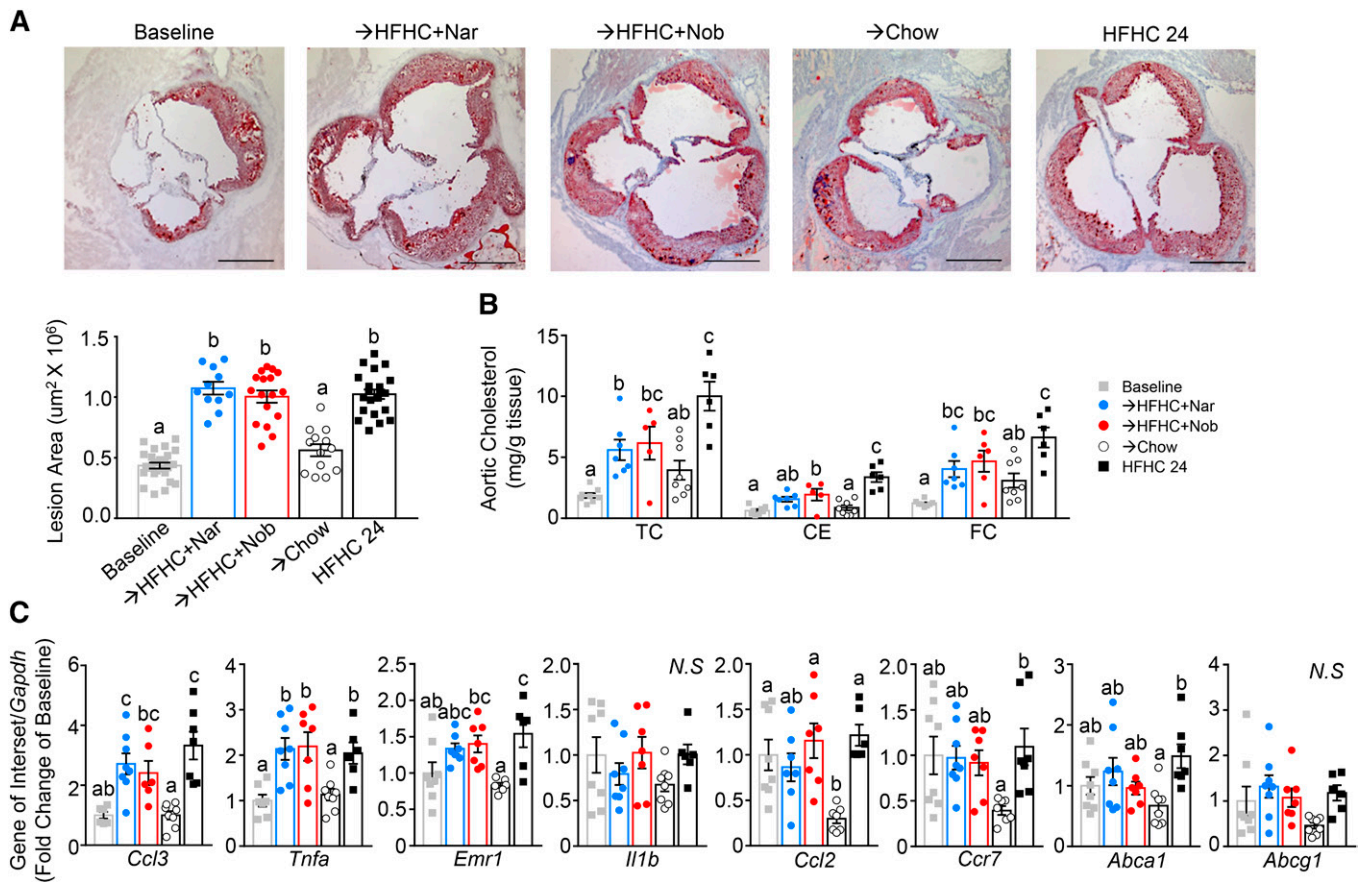 A
Baseline
→HFHC+Nar
→HFHC+Nob
→Chow
HFHC 24
Lesion Area (um² X 10⁶)
1.5
1.0
0.5
0.0
a
b
b
a
b
Baseline
→HFHC+Nar
→HFHC+Nob
→Chow
HFHC 24
B
Aortic Cholesterol
(mg/g tissue)
15
10
5
0
a
b
bc
ab
c
a
ab
b
a
c
a
bc
bc
ab
c
TC
CE
FC
Baseline
→HFHC+Nar
→HFHC+Nob
→Chow
HFHC 24
C
Gene of Interset/Gapdh
(Fold Change of Baseline)
6
4
2
0
ab
c
bc
a
c
Ccl3
4
3
2
1
0
a
b
b
a
b
Tnfa
2.5
2.0
1.5
1.0
0.5
0.0
ab
abc
bc
a
c
Emr1
2.0
1.5
1.0
0.5
0.0
N.S
Il1b
2.0
1.5
1.0
0.5
0.0
a
ab
a
b
a
Ccl2
2.0
1.5
1.0
0.5
0.0
ab
ab
ab
a
b
Ccr7
3
2
1
0
ab
ab
ab
a
b
Abca1
4
3
2
1
0
N.S
Abcg1